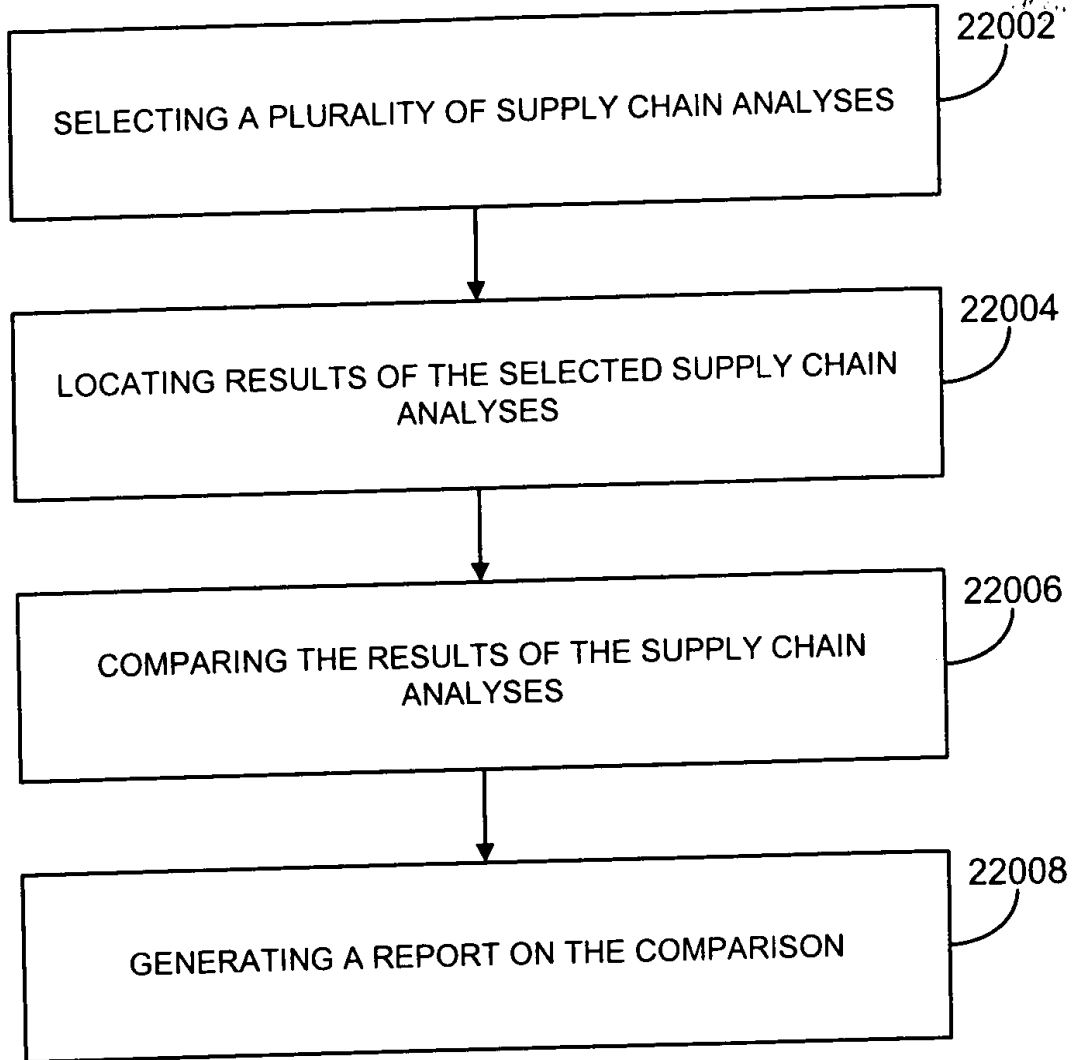 22002
SELECTING A PLURALITY OF SUPPLY CHAIN ANALYSES
22004
LOCATING RESULTS OF THE SELECTED SUPPLY CHAIN
ANALYSES
22006
COMPARING THE RESULTS OF THE SUPPLY CHAIN
ANALYSES
22008
GENERATING A REPORT ON THE COMPARISON